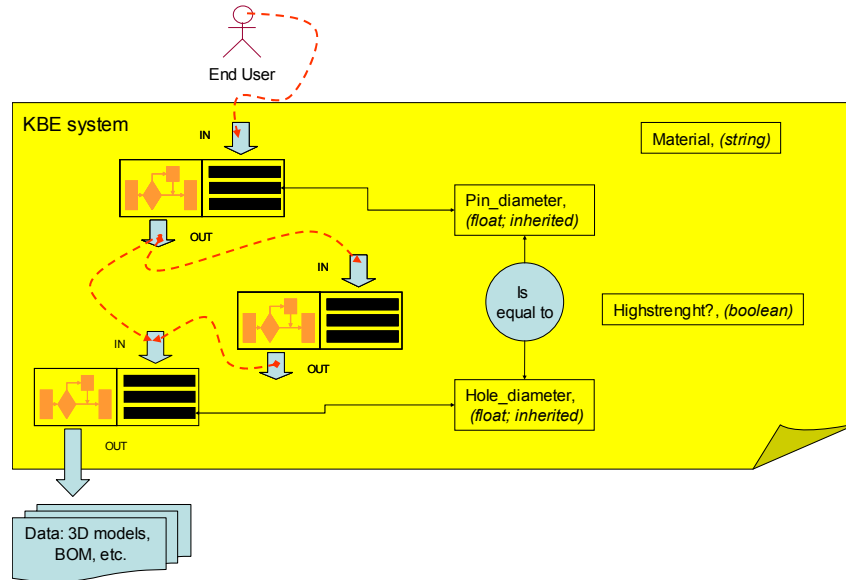 End User
KBE system
IN
Material, (string)
Pin_diameter,
(float; inherited)
OUT
IN
Is
equal to
Highstrenght?, (boolean)
IN
OUT
Hole_diameter,
(float; inherited)
OUT
Data: 3D models,
BOM, etc.